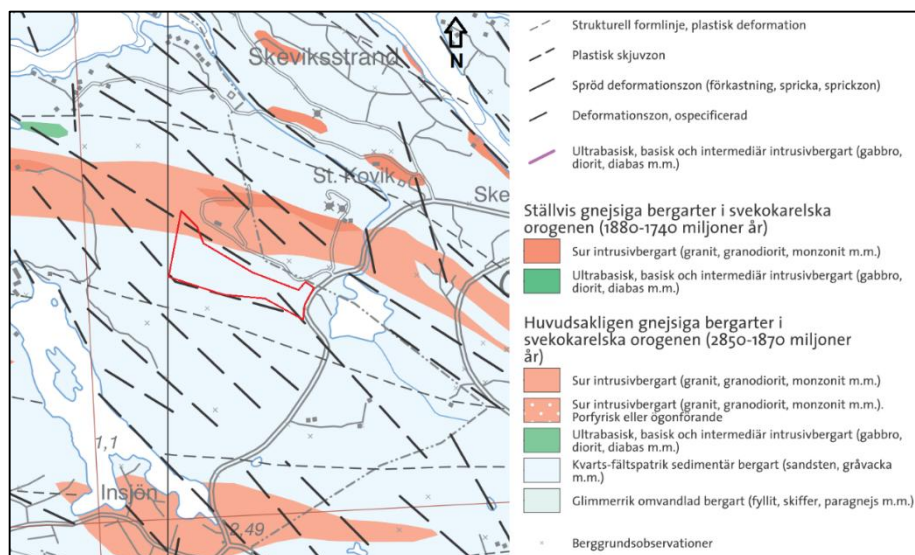 Skeviksstrand
N
St. Kovik
Ske
1,1
Insjön
2,49
Strukturell formlinje, plastisk deformation
Plastisk skjuvzon
Spröd deformationszon (förkastning, spricka, sprickzon)
Deformationszon, ospecificerad
Ultrabasisk, basisk och intermediär intrusivbergart (gabbro,
diorit, diabas m.m.)
Ställvis gnejsiga bergarter i svekokarelska
orogenen (1880-1740 miljoner år)
Sur intrusivbergart (granit, granodiorit, monzonit m.m.)
Ultrabasisk, basisk och intermediär intrusivbergart (gabbro,
diorit, diabas m.m.)
Huvudsakligen gnejsiga bergarter i
svekokarelska orogenen (2850-1870 miljoner
år)
Sur intrusivbergart (granit, granodiorit, monzonit m.m.)
Sur intrusivbergart (granit, granodiorit, monzonit m.m.).
Porfyrisk eller ögonförande
Ultrabasisk, basisk och intermediär intrusivbergart (gabbro,
diorit, diabas m.m.)
Kvarts-fältspatrik sedimentär bergart (sandsten, gråvacka
m.m.)
Glimmerrik omvandlad bergart (fyllit, skiffer, paragnejs m.m.)
Berggrundsobservationer